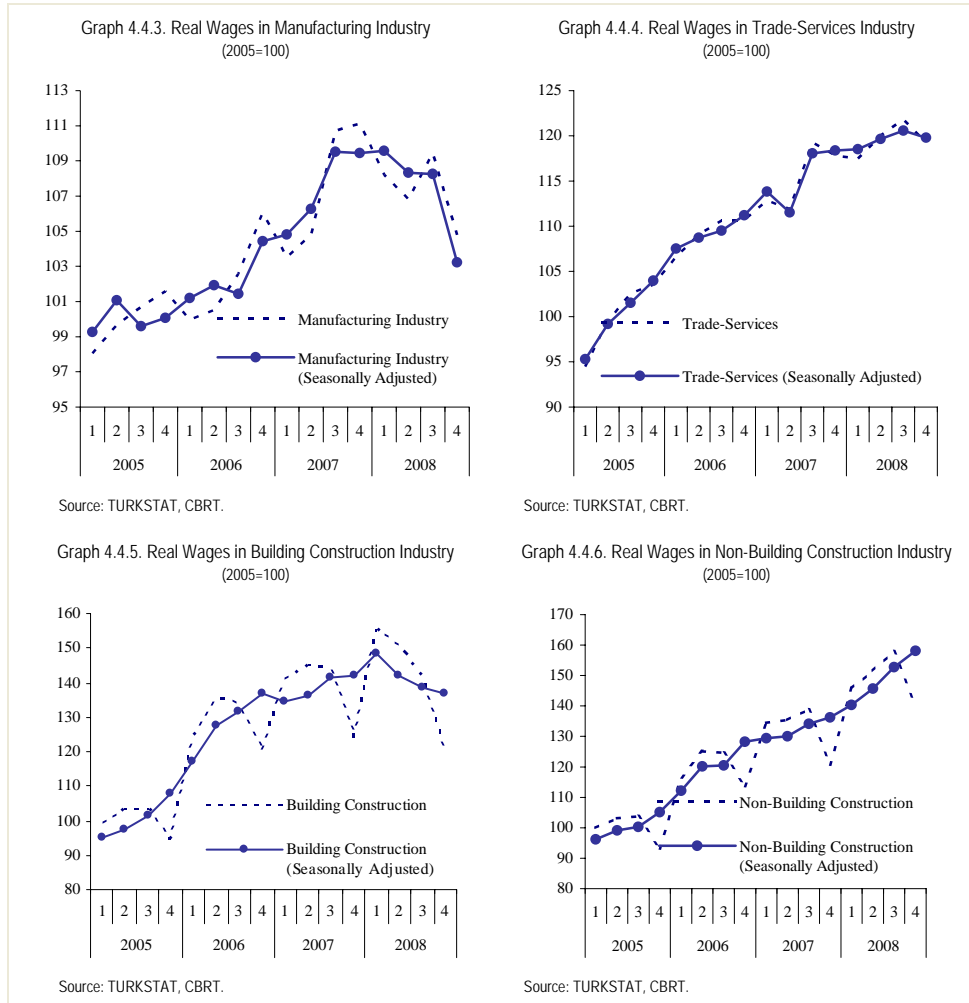 Graph 4.4.3. Real Wages in Manufacturing Industry
(2005=100)
113
111
109
107
105
103
101
99
97
95
Manufacturing Industry
Manufacturing Industry
(Seasonally Adjusted)
1 2 3 4 1 2 3 4 1 2 3 4 1 2 3 4
2005 2006 2007 2008
Source: TURKSTAT, CBRT.
Graph 4.4.4. Real Wages in Trade-Services Industry
(2005=100)
125
120
115
110
105
100
95
90
Trade-Services
Trade-Services (Seasonally Adjusted)
1 2 3 4 1 2 3 4 1 2 3 4 1 2 3 4
2005 2006 2007 2008
Source: TURKSTAT, CBRT.
Graph 4.4.5. Real Wages in Building Construction Industry
(2005=100)
160
150
140
130
120
110
100
90
80
Building Construction
Building Construction
(Seasonally Adjusted)
1 2 3 4 1 2 3 4 1 2 3 4 1 2 3 4
2005 2006 2007 2008
Source: TURKSTAT, CBRT.
Graph 4.4.6. Real Wages in Non-Building Construction Industry
(2005=100)
170
160
150
140
130
120
110
100
90
80
Non-Building Construction
Non-Building Construction
(Seasonally Adjusted)
1 2 3 4 1 2 3 4 1 2 3 4 1 2 3 4
2005 2006 2007 2008
Source: TURKSTAT, CBRT.